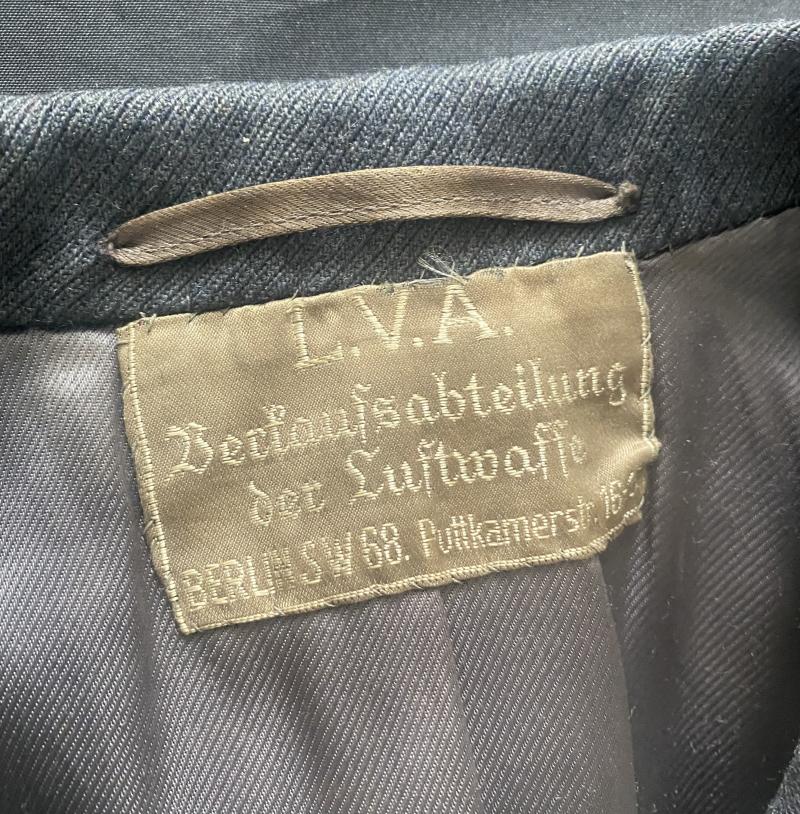 L.V.A.
Verkaufsabteilung
der Luftwaffe
BERLIN SW 68. Puttkamerstr. 16-